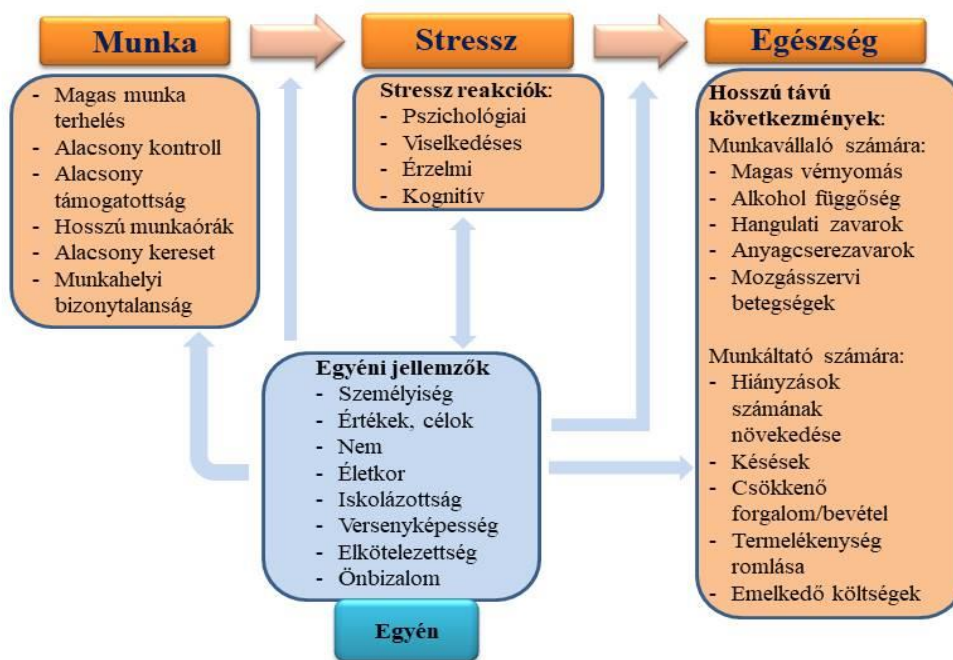 Munka
Stressz
Egészség
- Magas munka
terhelés
- Alacsony kontroll
- Alacsony
támogatottság
- Hosszú munkaórák
- Alacsony kereset
- Munkahelyi
bizonytalanság
Stressz reakciók:
- Pszichológiai
- Viselkedéses
- Érzelmi
- Kognitív
Hosszú távú
következmények:
Munkavállaló számára:
- Magas vérnyomás
- Alkohol függőség
- Hangulati zavarok
- Anyagcserezavarok
- Mozgásszervi
betegségek
Munkáltató számára:
- Hiányzások
számának
növekedése
- Késések
- Csökkenő
forgalom/bevétel
- Termelékenység
romlása
- Emelkedő költségek
Egyéni jellemzők
- Személyiség
- Értékek, célok
- Nem
- Életkor
- Iskolázottság
- Versenyképesség
- Elkötelezettség
- Önbizalom
Egyén